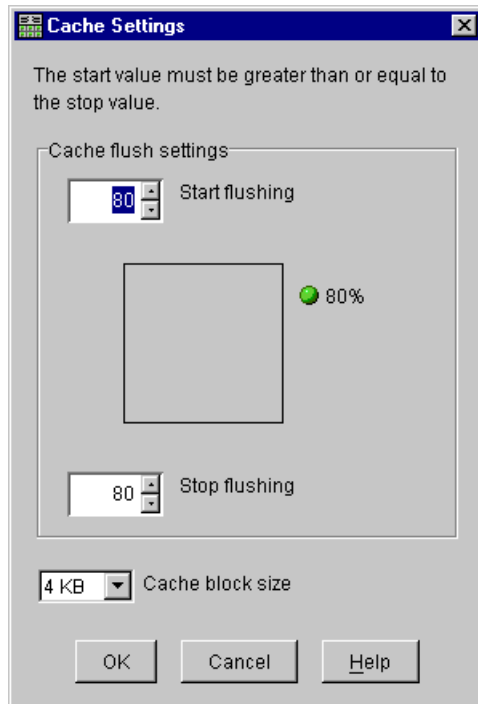 Cache Settings
The start value must be greater than or equal to
the stop value.
Cache flush settings
80 Start flushing
80%
80 Stop flushing
4 KB Cache block size
OK Cancel Help